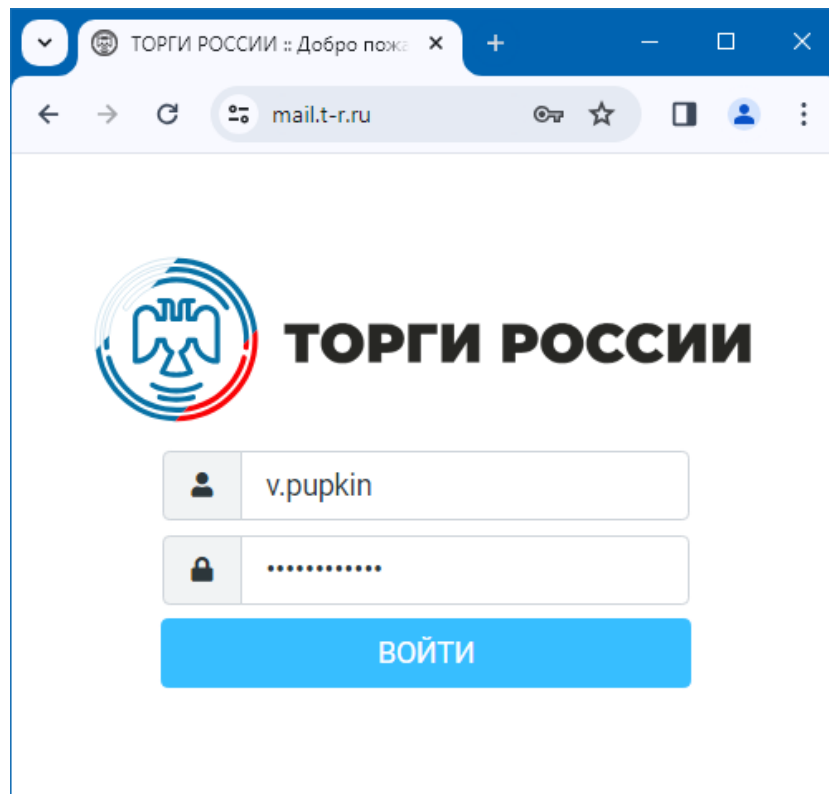 ТОРГИ РОССИИ :: Добро пожа
mail.t-r.ru
ТОРГИ РОССИИ
v.pupkin
••••••••••••
ВОЙТИ